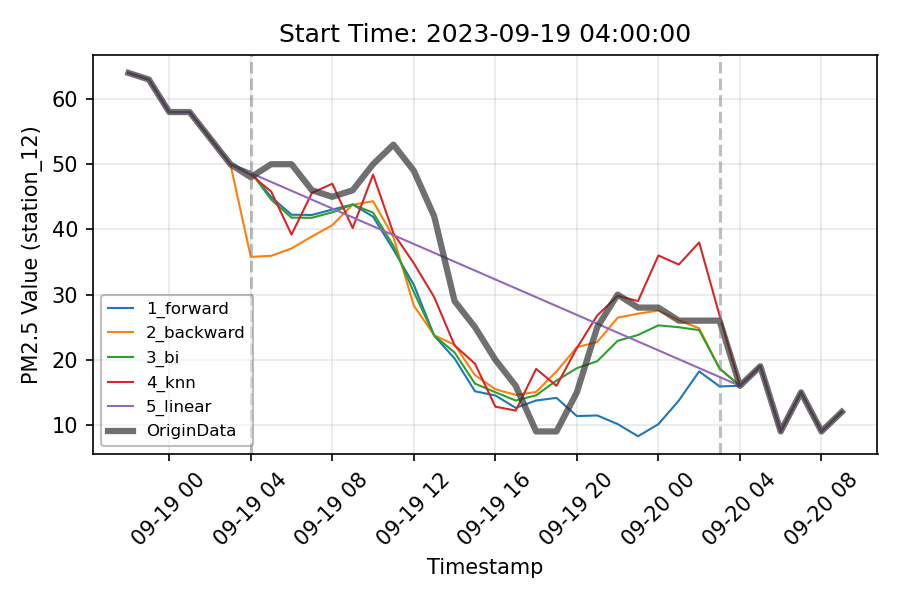 Start Time: 2023-09-19 04:00:00
PM2.5 Value (station_12)
60
50
40
30
20
10
1_forward
2_backward
3_bi
4_knn
5_linear
OriginData
09-19 00
09-19 04
09-19 08
09-19 12
09-19 16
09-19 20
09-20 00
09-20 04
09-20 08
Timestamp